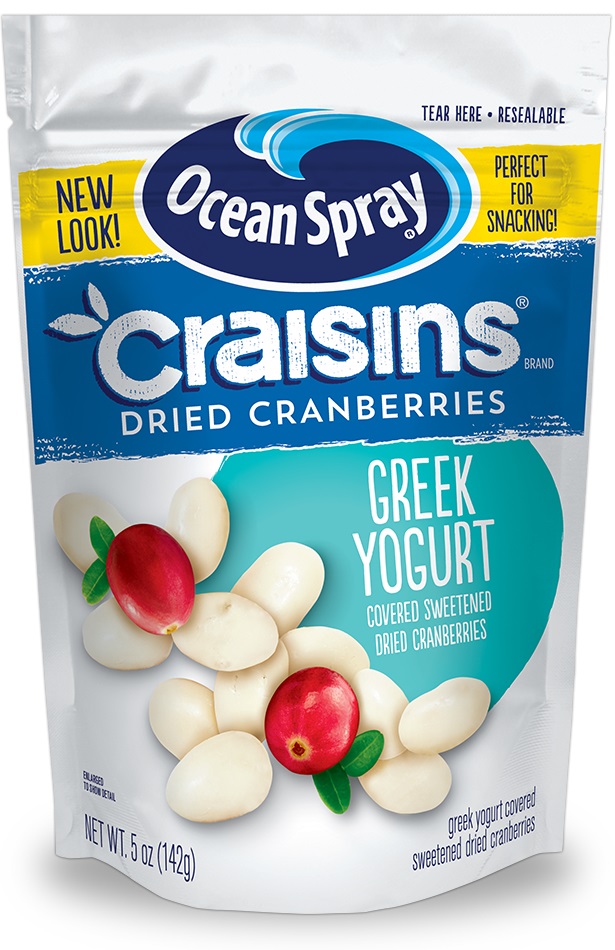 TEAR HERE • RESEALABLE
NEW
LOOK!
Ocean Spray®
PERFECT
FOR
SNACKING!
craisins®
BRAND
DRIED CRANBERRIES
GREEK
YOGURT
COVERED SWEETENED
DRIED CRANBERRIES
ENLARGED
TO SHOW DETAIL
NET WT. 5 oz (142g)
greek yogurt covered
sweetened dried cranberries